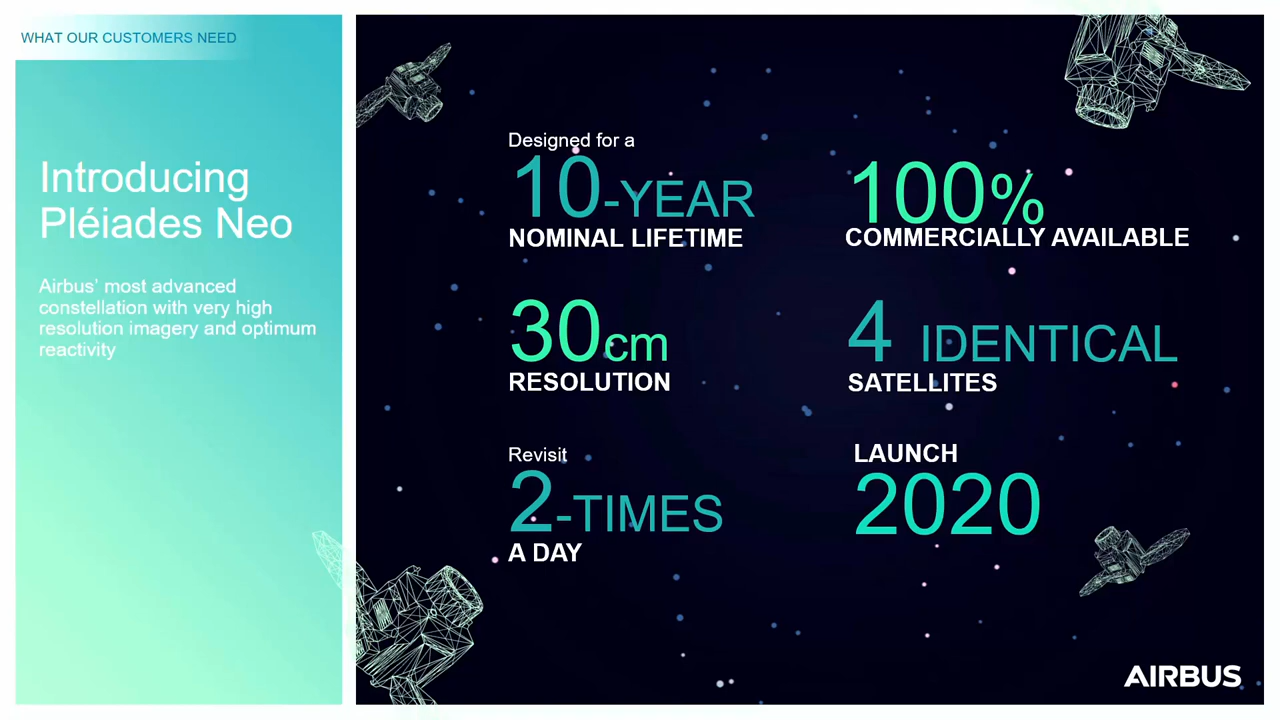 WHAT OUR CUSTOMERS NEED
Introducing
Pléiades Neo
Airbus’ most advanced
constellation with very high
resolution imagery and optimum
reactivity
Designed for a
10-YEAR
NOMINAL LIFETIME
100%
COMMERCIALLY AVAILABLE
30cm
RESOLUTION
4 IDENTICAL
SATELLITES
Revisit
2-TIMES
A DAY
LAUNCH
2020
AIRBUS